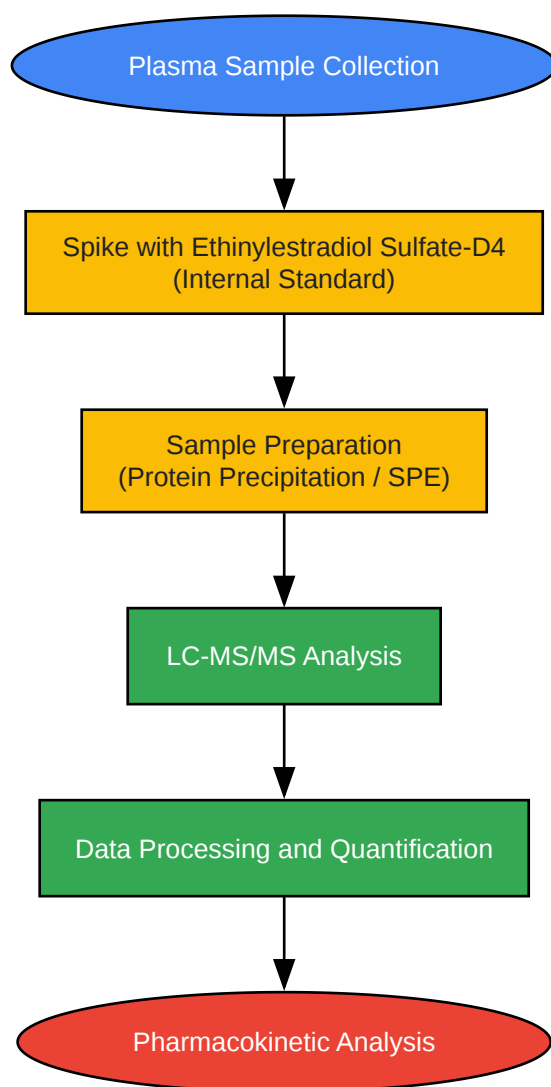 Plasma Sample Collection
Spike with Ethinylestradiol Sulfate-D4
(Internal Standard)
Sample Preparation
(Protein Precipitation / SPE)
LC-MS/MS Analysis
Data Processing and Quantification
Pharmacokinetic Analysis